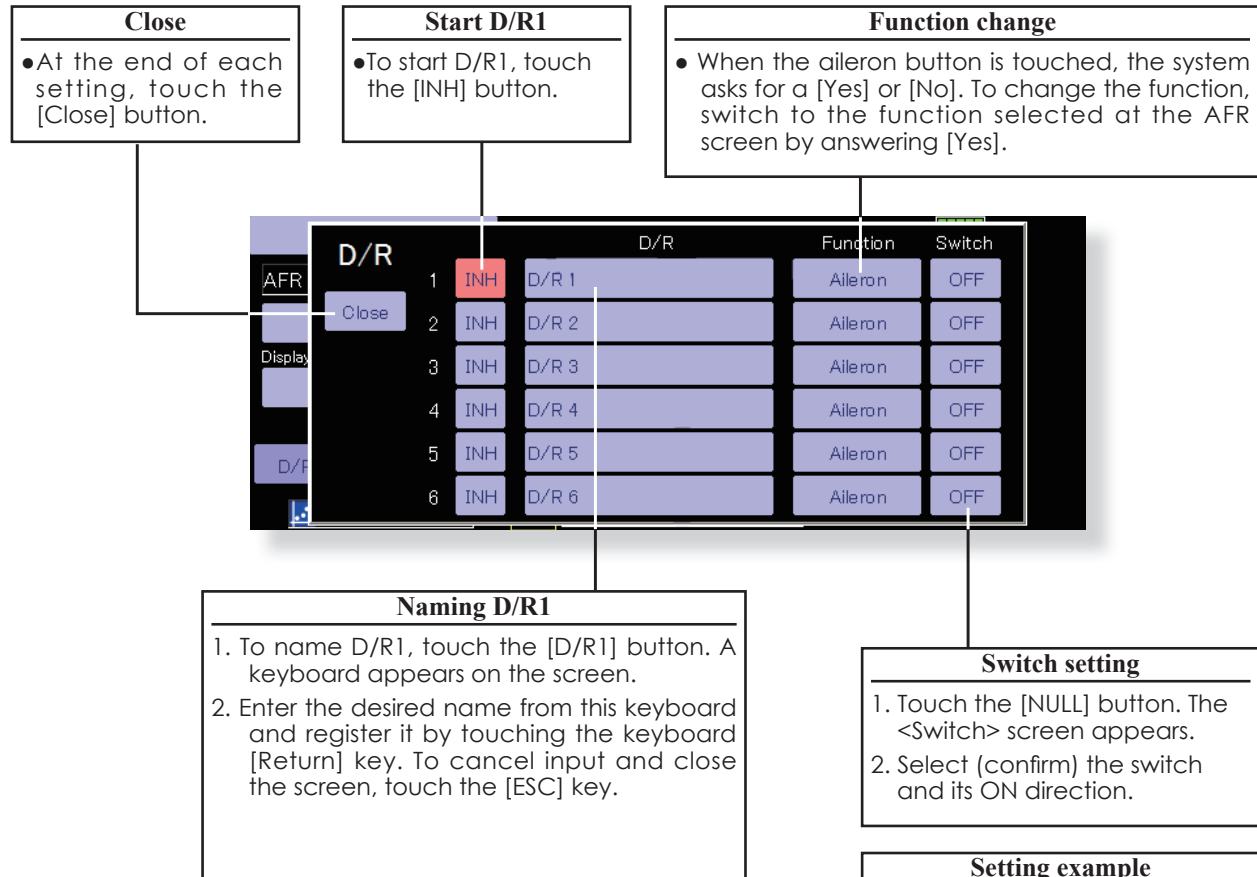 Close
●At the end of each
setting, touch the
[Close] button.
Start D/R1
●To start D/R1, touch
the [INH] button.
Function change
● When the aileron button is touched, the system
asks for a [Yes] or [No]. To change the function,
switch to the function selected at the AFR
screen by answering [Yes].
D/R
Close
D/R Function Switch
1 INH D/R 1 Aileron OFF
2 INH D/R 2 Aileron OFF
3 INH D/R 3 Aileron OFF
4 INH D/R 4 Aileron OFF
5 INH D/R 5 Aileron OFF
6 INH D/R 6 Aileron OFF
AFR
Display
Naming D/R1
1. To name D/R1, touch the [D/R1] button. A
keyboard appears on the screen.
2. Enter the desired name from this keyboard
and register it by touching the keyboard
[Return] key. To cancel input and close
the screen, touch the [ESC] key.
Switch setting
1. Touch the [NULL] button. The
<Switch> screen appears.
2. Select (confirm) the switch
and its ON direction.
Setting example